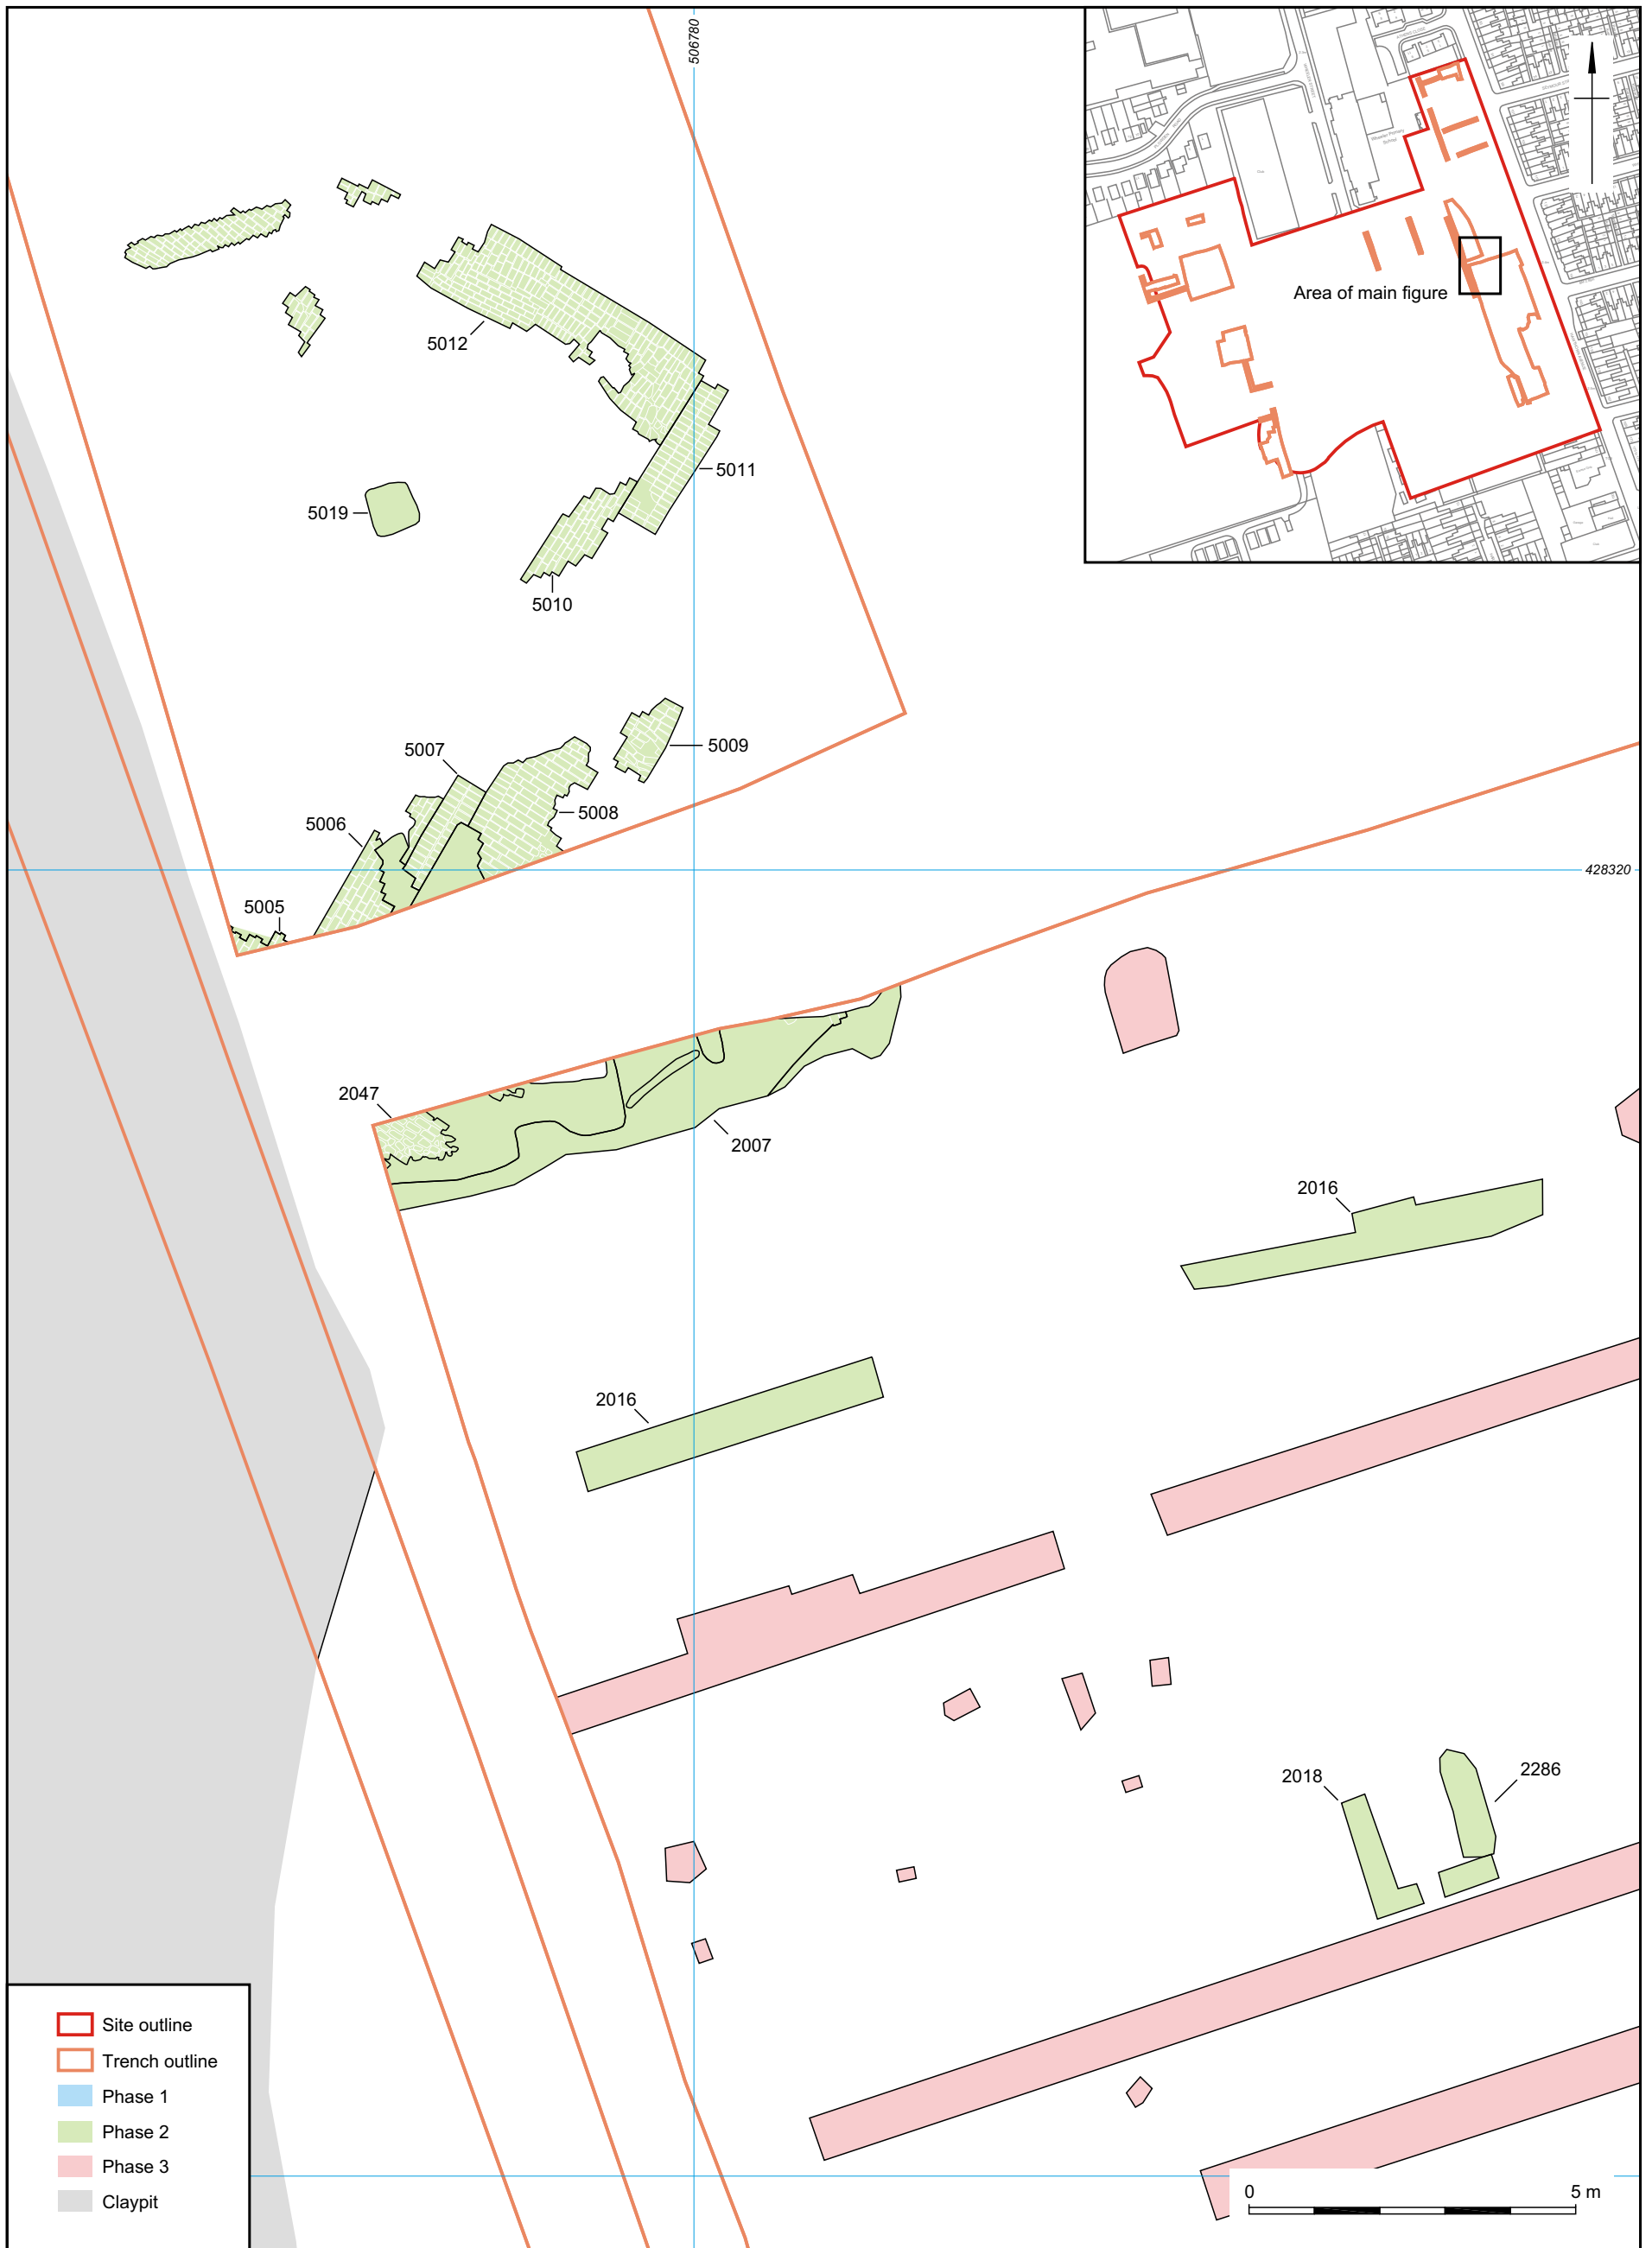 506780
Area of main figure
5012
5011
5019
5010
5009
5007
5008
5006
428320
5005
2047
2007
2016
2016
2286
2018
Site outline
Trench outline
Phase 1
Phase 2
Phase 3
Claypit
0 5 m